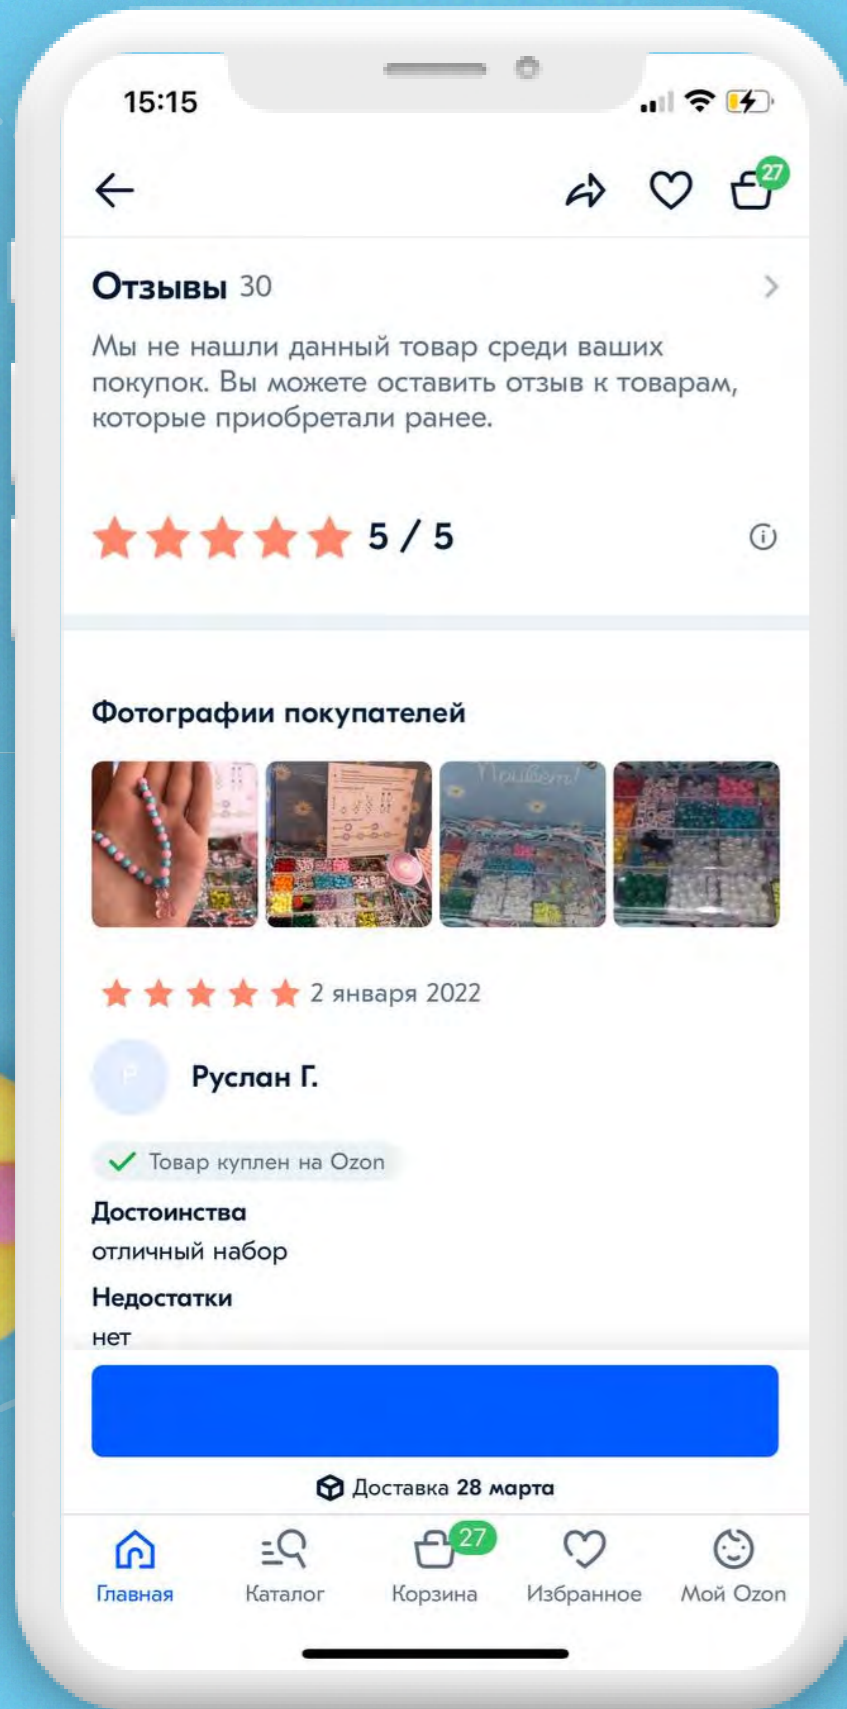 15:15
27
Отзывы 30
Мы не нашли данный товар среди ваших
покупок. Вы можете оставить отзыв к товарам,
которые приобретали ранее.
5 / 5
Фотографии покупателей
Привет!
2 января 2022
Р
Руслан Г.
Товар куплен на Ozon
Достоинства
отличный набор
Недостатки
нет
Доставка 28 марта
27
Главная Каталог Корзина Избранное Мой Ozon